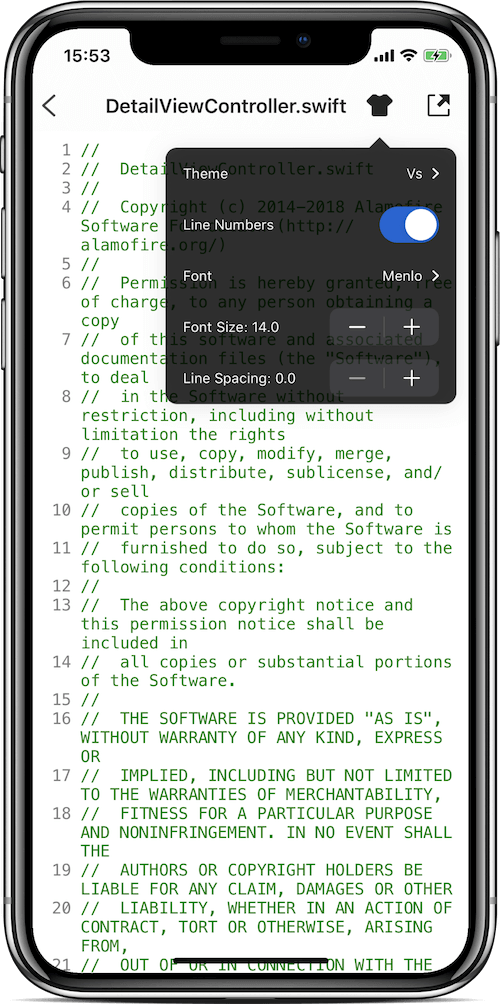 15:53
DetailViewController.swift
1 //
2 //  DetailViewController.swift
3 //
4 //  Copyright (c) 2014-2018 Alamofire
Software Foundation (http://
alamofire.org/)
5 //
6 //  Permission is hereby granted, free
of charge, to any person obtaining a
copy
7 //  of this software and associated
documentation files (the "Software"),
to deal
8 //  in the Software without
restriction, including without
limitation the rights
9 //  to use, copy, modify, merge,
publish, distribute, sublicense, and/
or sell
10 //  copies of the Software, and to
permit persons to whom the Software is
11 //  furnished to do so, subject to the
following conditions:
12 //
13 //  The above copyright notice and
this permission notice shall be
included in
14 //  all copies or substantial portions
of the Software.
15 //
16 //  THE SOFTWARE IS PROVIDED "AS IS",
WITHOUT WARRANTY OF ANY KIND, EXPRESS
OR
17 //  IMPLIED, INCLUDING BUT NOT LIMITED
TO THE WARRANTIES OF MERCHANTABILITY,
18 //  FITNESS FOR A PARTICULAR PURPOSE
AND NONINFRINGEMENT. IN NO EVENT SHALL
THE
19 //  AUTHORS OR COPYRIGHT HOLDERS BE
LIABLE FOR ANY CLAIM, DAMAGES OR OTHER
20 //  LIABILITY, WHETHER IN AN ACTION OF
CONTRACT, TORT OR OTHERWISE, ARISING
FROM,
21 //  OUT OF OR IN CONNECTION WITH THE
Theme Vs
Line Numbers
Font Menlo
Font Size: 14.0 − +
Line Spacing: 0.0 − +